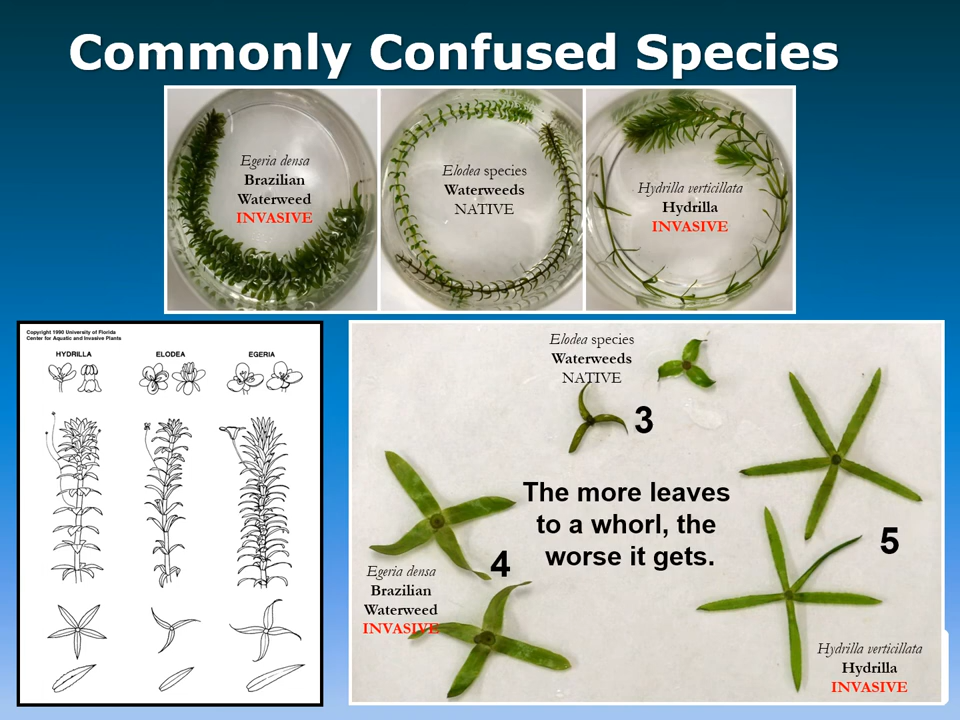 Commonly Confused Species
Egeria densa
Brazilian
Waterweed
INVASIVE
Elodea species
Waterweeds
NATIVE
Hydrilla verticillata
Hydrilla
INVASIVE
Copyright 1990 University of Florida
Center for Aquatic and Invasive Plants
HYDRILLA
ELODEA
EGERIA
Elodea species
Waterweeds
NATIVE
3
The more leaves
to a whorl, the
worse it gets.
4
5
Egeria densa
Brazilian
Waterweed
INVASIVE
Hydrilla verticillata
Hydrilla
INVASIVE